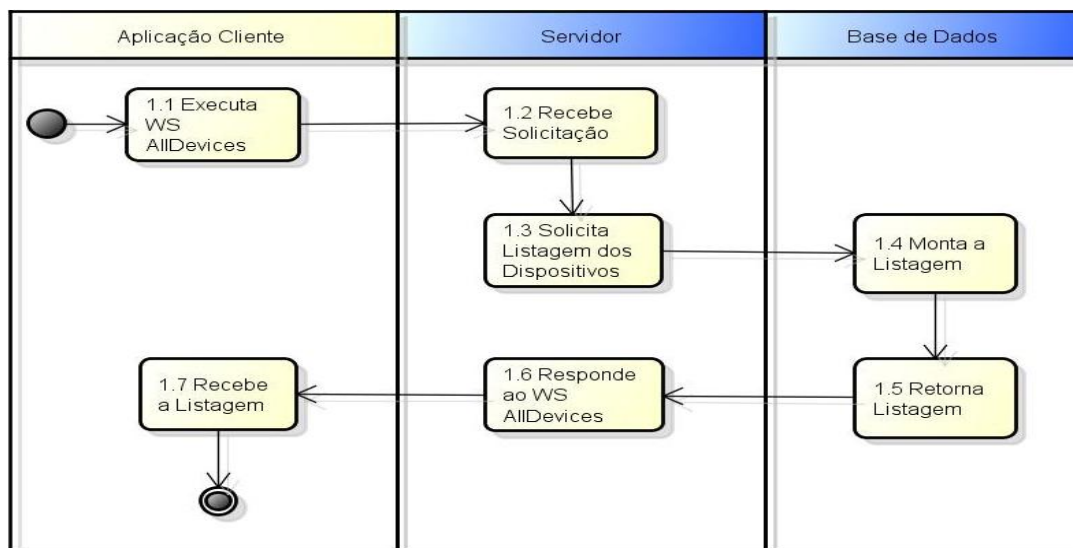 Aplicação Cliente
Servidor
Base de Dados
1.1 Executa
WS
AllDevices
1.2 Recebe
Solicitação
1.3 Solicita
Listagem dos
Dispositivos
1.4 Monta a
Listagem
1.5 Retorna
Listagem
1.6 Responde
ao WS
AllDevices
1.7 Recebe
a Listagem